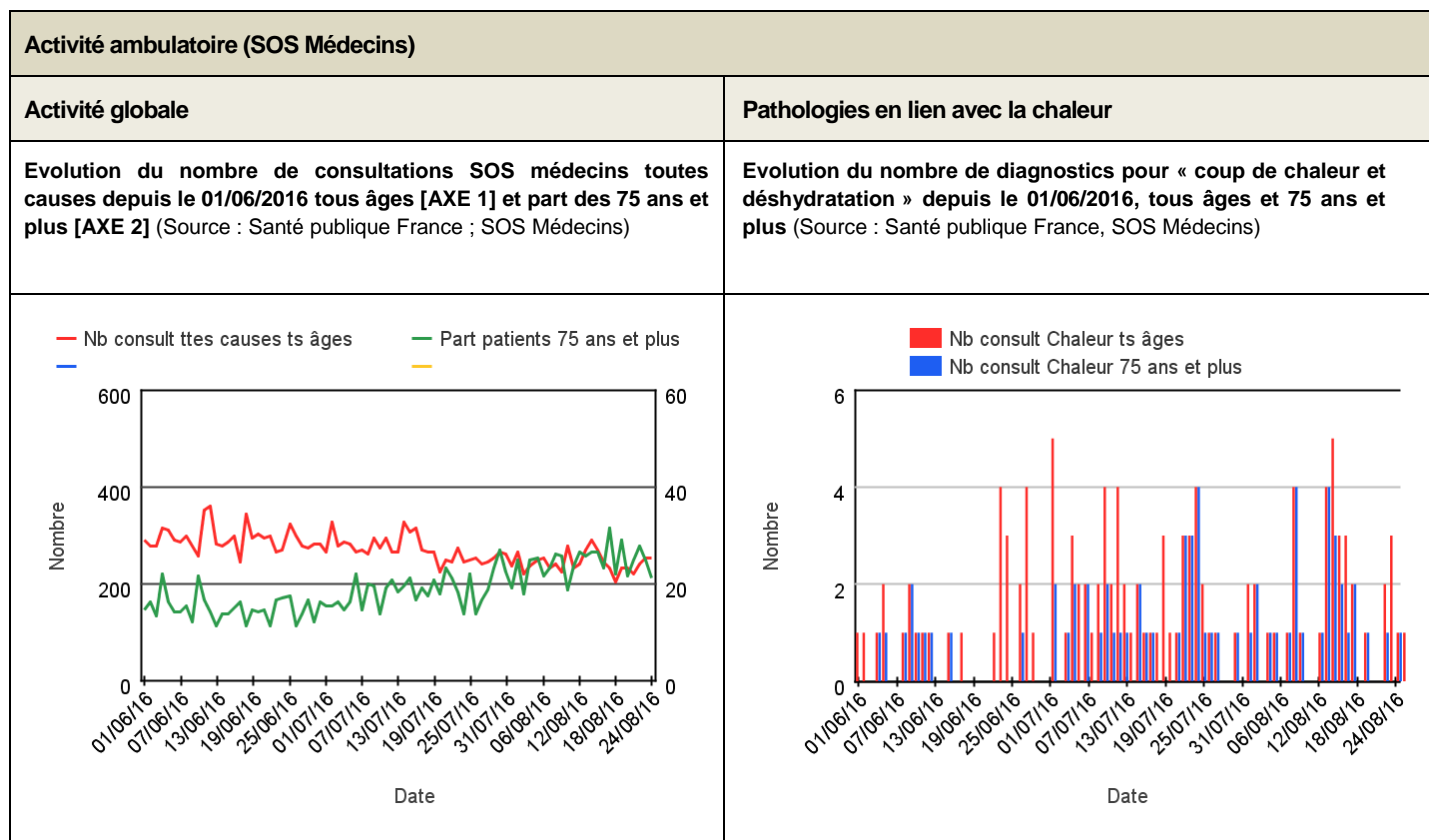 Activité ambulatoire (SOS Médecins)
Activité globale
Pathologies en lien avec la chaleur
Evolution du nombre de consultations SOS médecins toutes
causes depuis le 01/06/2016 tous âges [AXE 1] et part des 75 ans et
plus [AXE 2] (Source : Santé publique France ; SOS Médecins)
Evolution du nombre de diagnostics pour « coup de chaleur et
déshydratation » depuis le 01/06/2016, tous âges et 75 ans et
plus (Source : Santé publique France, SOS Médecins)
Nb consult ttes causes ts âges
Part patients 75 ans et plus
600
400
200
0
60
40
20
0
Nombre
01/06/16
07/06/16
13/06/16
19/06/16
25/06/16
01/07/16
07/07/16
13/07/16
19/07/16
25/07/16
31/07/16
06/08/16
12/08/16
18/08/16
24/08/16
Date
Nb consult Chaleur ts âges
Nb consult Chaleur 75 ans et plus
6
4
2
0
Nombre
01/06/16
07/06/16
13/06/16
19/06/16
25/06/16
01/07/16
07/07/16
13/07/16
19/07/16
25/07/16
31/07/16
06/08/16
12/08/16
18/08/16
24/08/16
Date